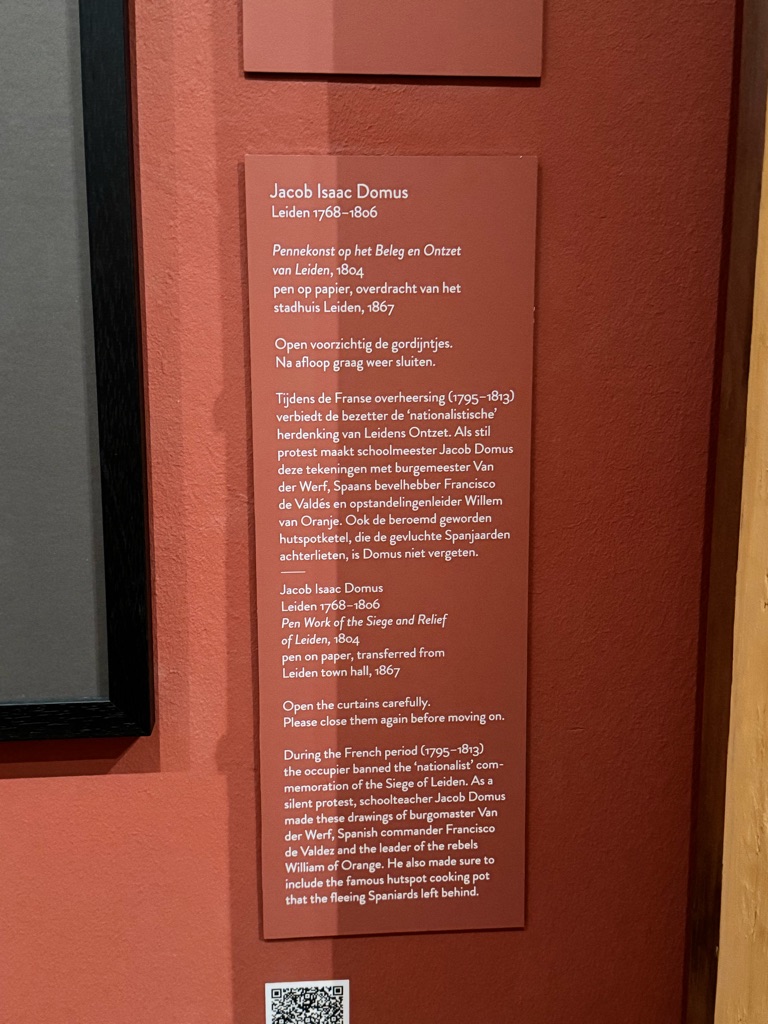 Jacob Isaac Domus
Leiden 1768–1806
Pennekonst op het Beleg en Ontzet
van Leiden, 1804
pen op papier, overdracht van het
stadhuis Leiden, 1867
Open voorzichtig de gordijntjes.
Na afloop graag weer sluiten.
Tijdens de Franse overheersing (1795–1813)
verbiedt de bezetter de ‘nationalistische’
herdenking van Leidens Ontzet. Als stil
protest maakt schoolmeester Jacob Domus
deze tekeningen met burgemeester Van
der Werf, Spaans bevelhebber Francisco
de Valdés en opstandelingenleider Willem
van Oranje. Ook de beroemd geworden
hutspotketel, die de gevluchte Spanjaarden
achterlieten, is Domus niet vergeten.
Jacob Isaac Domus
Leiden 1768–1806
Pen Work of the Siege and Relief
of Leiden, 1804
pen on paper, transferred from
Leiden town hall, 1867
Open the curtains carefully.
Please close them again before moving on.
During the French period (1795–1813)
the occupier banned the ‘nationalist’ com-
memoration of the Siege of Leiden. As a
silent protest, schoolteacher Jacob Domus
made these drawings of burgomaster Van
der Werf, Spanish commander Francisco
de Valdez and the leader of the rebels
William of Orange. He also made sure to
include the famous hutspot cooking pot
that the fleeing Spaniards left behind.